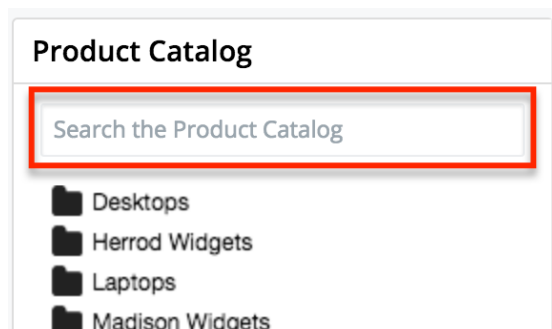 Product Catalog
Search the Product Catalog
Desktops
Herrod Widgets
Laptops
Madison Widgets